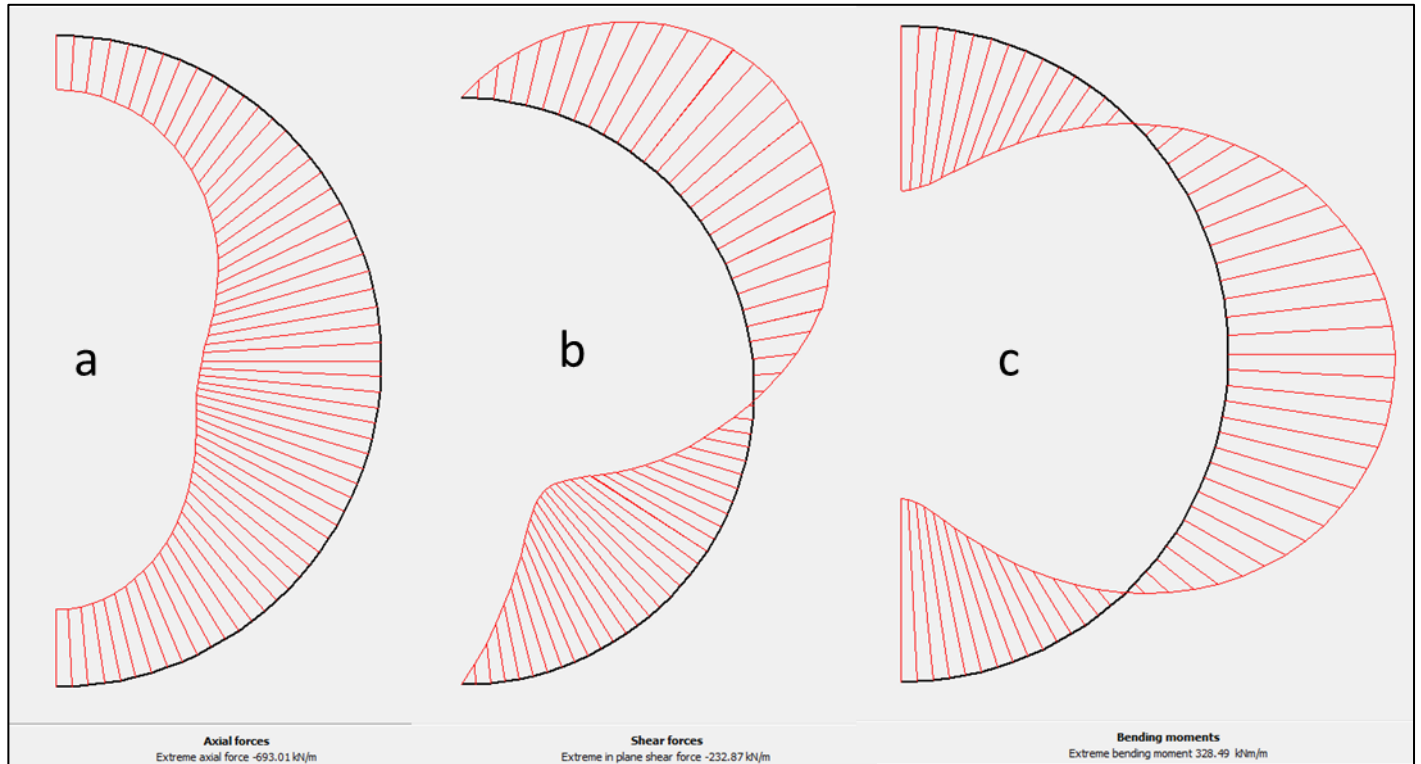 a
b
c
Axial forces
Extreme axial force -693.01 kN/m
Shear forces
Extreme in plane shear force -232.87 kN/m
Bending moments
Extreme bending moment 328.49 kNm/m